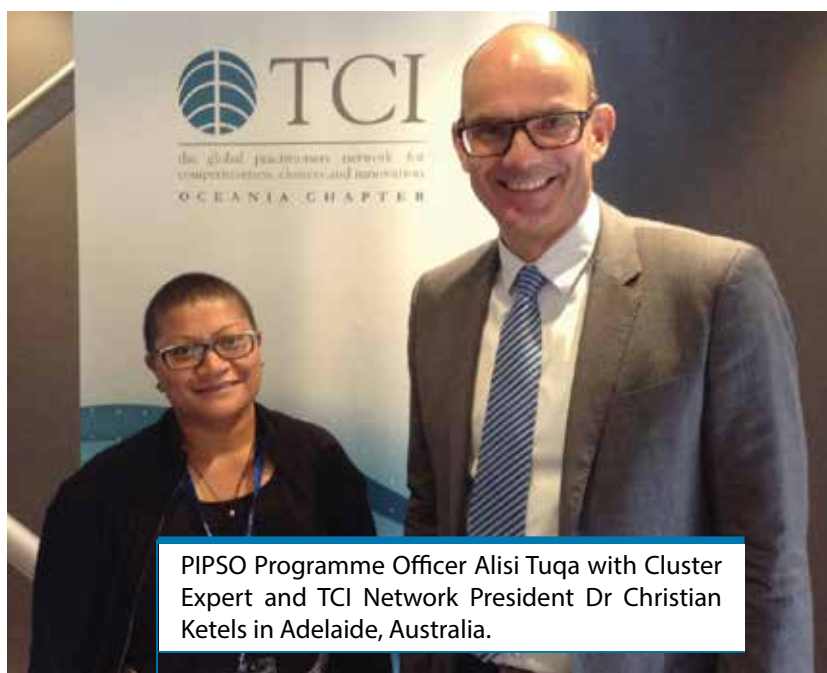 TCI
the global practitioners network for
competitiveness, clusters and innovation
OCEANIA CHAPTER
PIPSO Programme Officer Alisi Tuqa with Cluster
Expert and TCI Network President Dr Christian
Ketels in Adelaide, Australia.